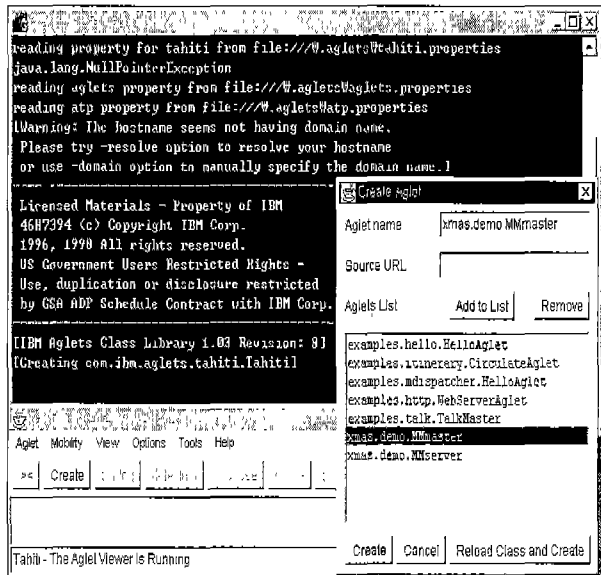 reading property for tahiti from file:///₩.aglets₩tahiti.properties
java.lang.NullPointerException
reading aglets property from file:///₩.aglets₩aglets.properties
reading atp property from file:///₩.aglets₩atp.properties
[Warning: The hostname seems not having domain name.
Please try -resolve option to resolve your hostname
or use -domain option to manually specify the domain name.]
Licensed Materials - Property of IBM
46H7394 (c) Copyright IBM Corp.
1996, 1998 All rights reserved.
US Government Users Restricted Rights -
Use, duplication or disclosure restricted
by GSA ADP Schedule Contract with IBM Corp.
[IBM Aglets Class Library 1.03 Revision: 8]
[Creating com.ibm.aglets.tahiti.Tahiti]
Aglet Mobility View Options Tools Help
Create
Tahiti - The Aglet Viewer is Running
Create Aglet
Aglet name xmas.demo MMmaster
Source URL
Aglets List Add to List Remove
examples.hello.HelloAglet
examples.itinerary.CirculateAglet
examples.mdispatcher.HelloAglet
examples.http.WebServerAglet
examples.talk.TalkMaster
xmas.demo.MMmaster
xmas.demo.MMserver
Create Cancel Reload Class and Create